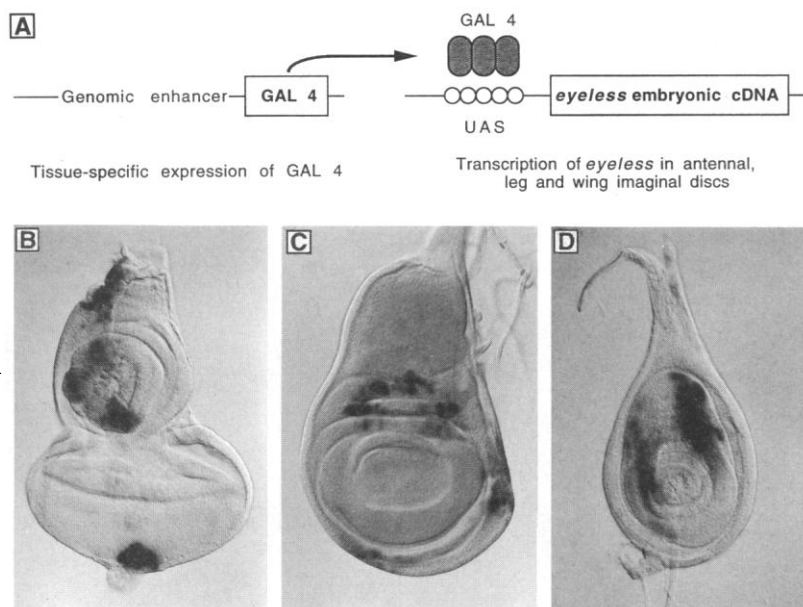 A
GAL 4
Genomic enhancer
GAL 4
eyeless embryonic cDNA
UAS
Tissue-specific expression of GAL 4
Transcription of eyeless in antennal,
leg and wing imaginal discs
B
C
D